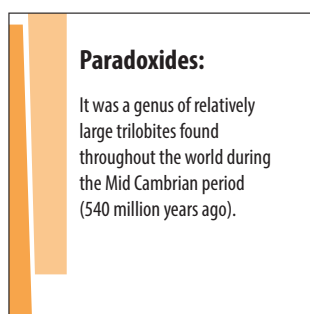 Paradoxides:
It was a genus of relatively
large trilobites found
throughout the world during
the Mid Cambrian period
(540 million years ago).